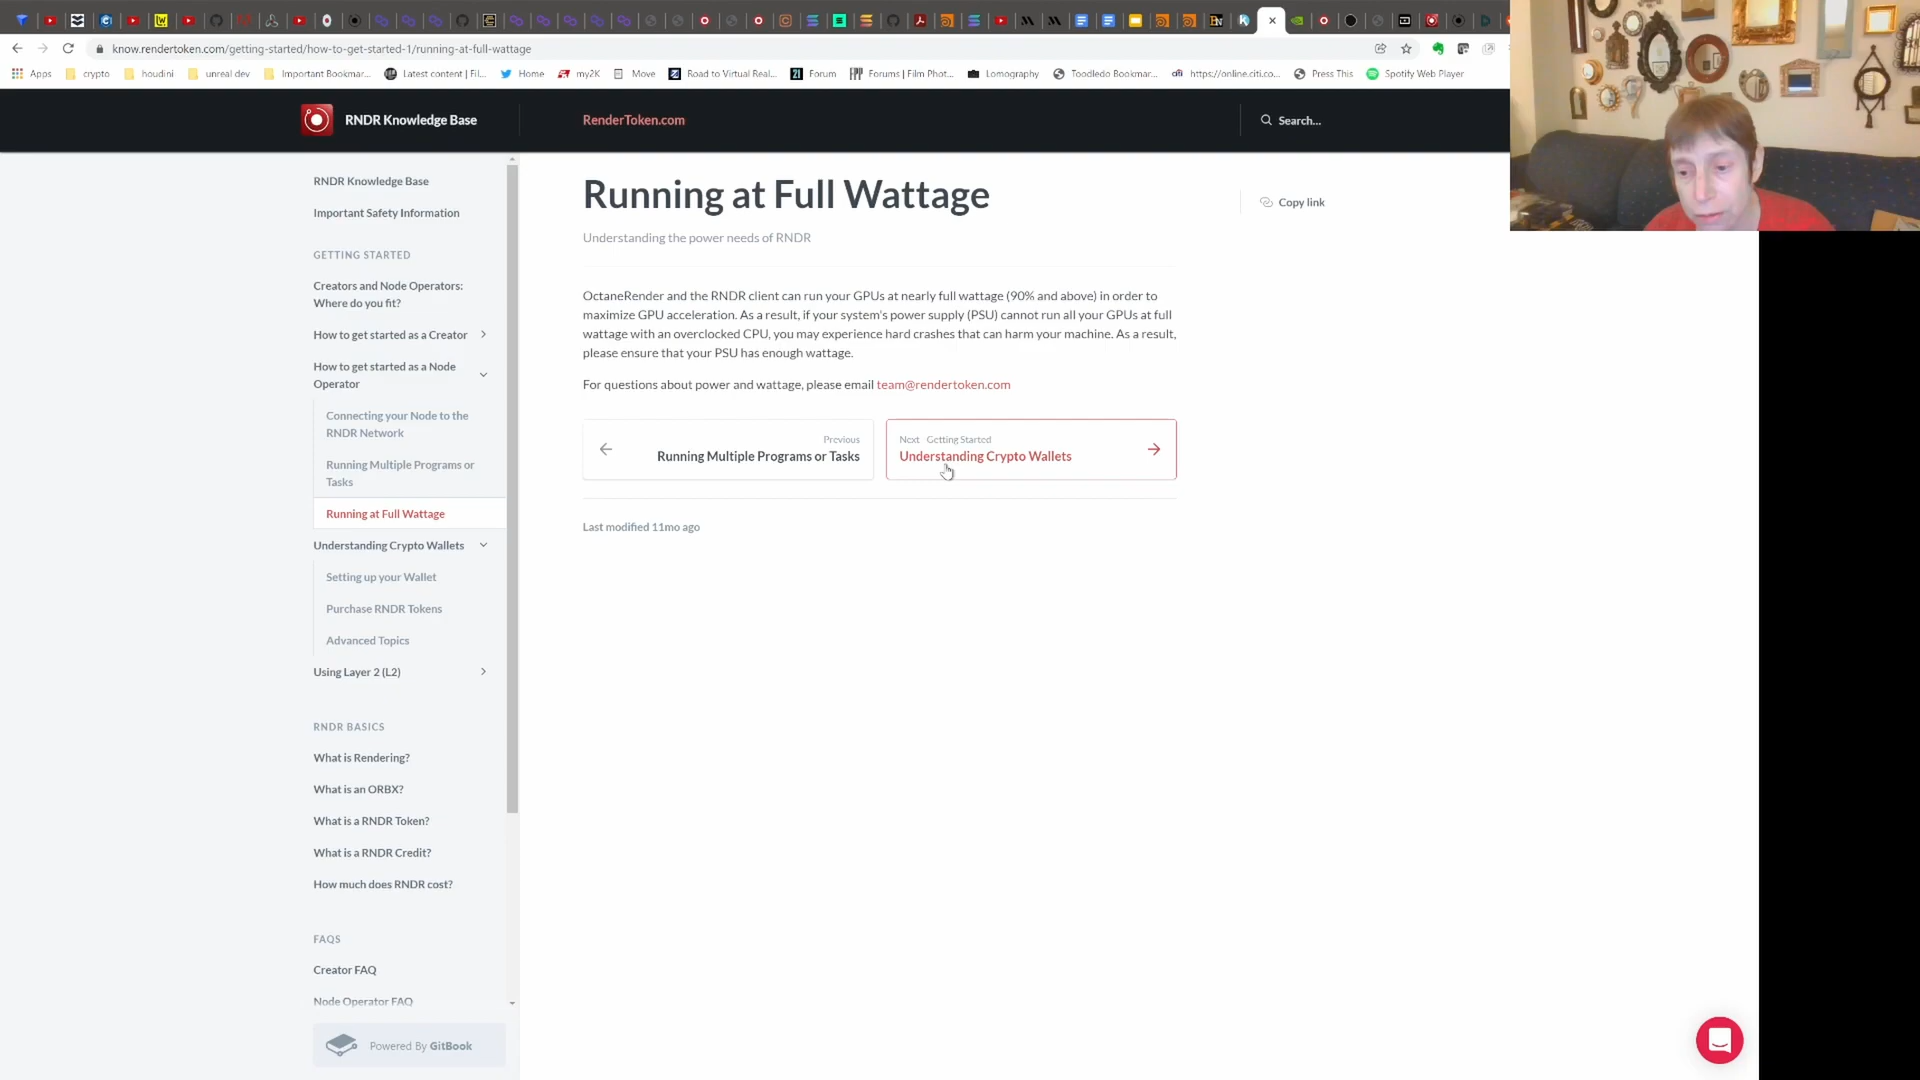 know.rendertoken.com/getting-started/how-to-get-started-1/running-at-full-wattage
Apps
crypto
houdini
unreal dev
Important Bookmar...
Latest content | Fil...
Home
my2K
Move
Road to Virtual Real...
Forum
Forums | Film Phot...
Lomography
Toodledo Bookmar...
https://online.citi.co...
Press This
Spotify Web Player
RNDR Knowledge Base
RenderToken.com
Search...
RNDR Knowledge Base
Important Safety Information
GETTING STARTED
Creators and Node Operators:
Where do you fit?
How to get started as a Creator
How to get started as a Node
Operator
Connecting your Node to the
RNDR Network
Running Multiple Programs or
Tasks
Running at Full Wattage
Understanding Crypto Wallets
Setting up your Wallet
Purchase RNDR Tokens
Advanced Topics
Using Layer 2 (L2)
RNDR BASICS
What is Rendering?
What is an ORBX?
What is a RNDR Token?
What is a RNDR Credit?
How much does RNDR cost?
FAQS
Creator FAQ
Node Operator FAQ
Powered By GitBook
Running at Full Wattage
Copy link
Understanding the power needs of RNDR
OctaneRender and the RNDR client can run your GPUs at nearly full wattage (90% and above) in order to
maximize GPU acceleration. As a result, if your system's power supply (PSU) cannot run all your GPUs at full
wattage with an overclocked CPU, you may experience hard crashes that can harm your machine. As a result,
please ensure that your PSU has enough wattage.
For questions about power and wattage, please email team@rendertoken.com
Previous
Running Multiple Programs or Tasks
Next - Getting Started
Understanding Crypto Wallets
Last modified 11mo ago